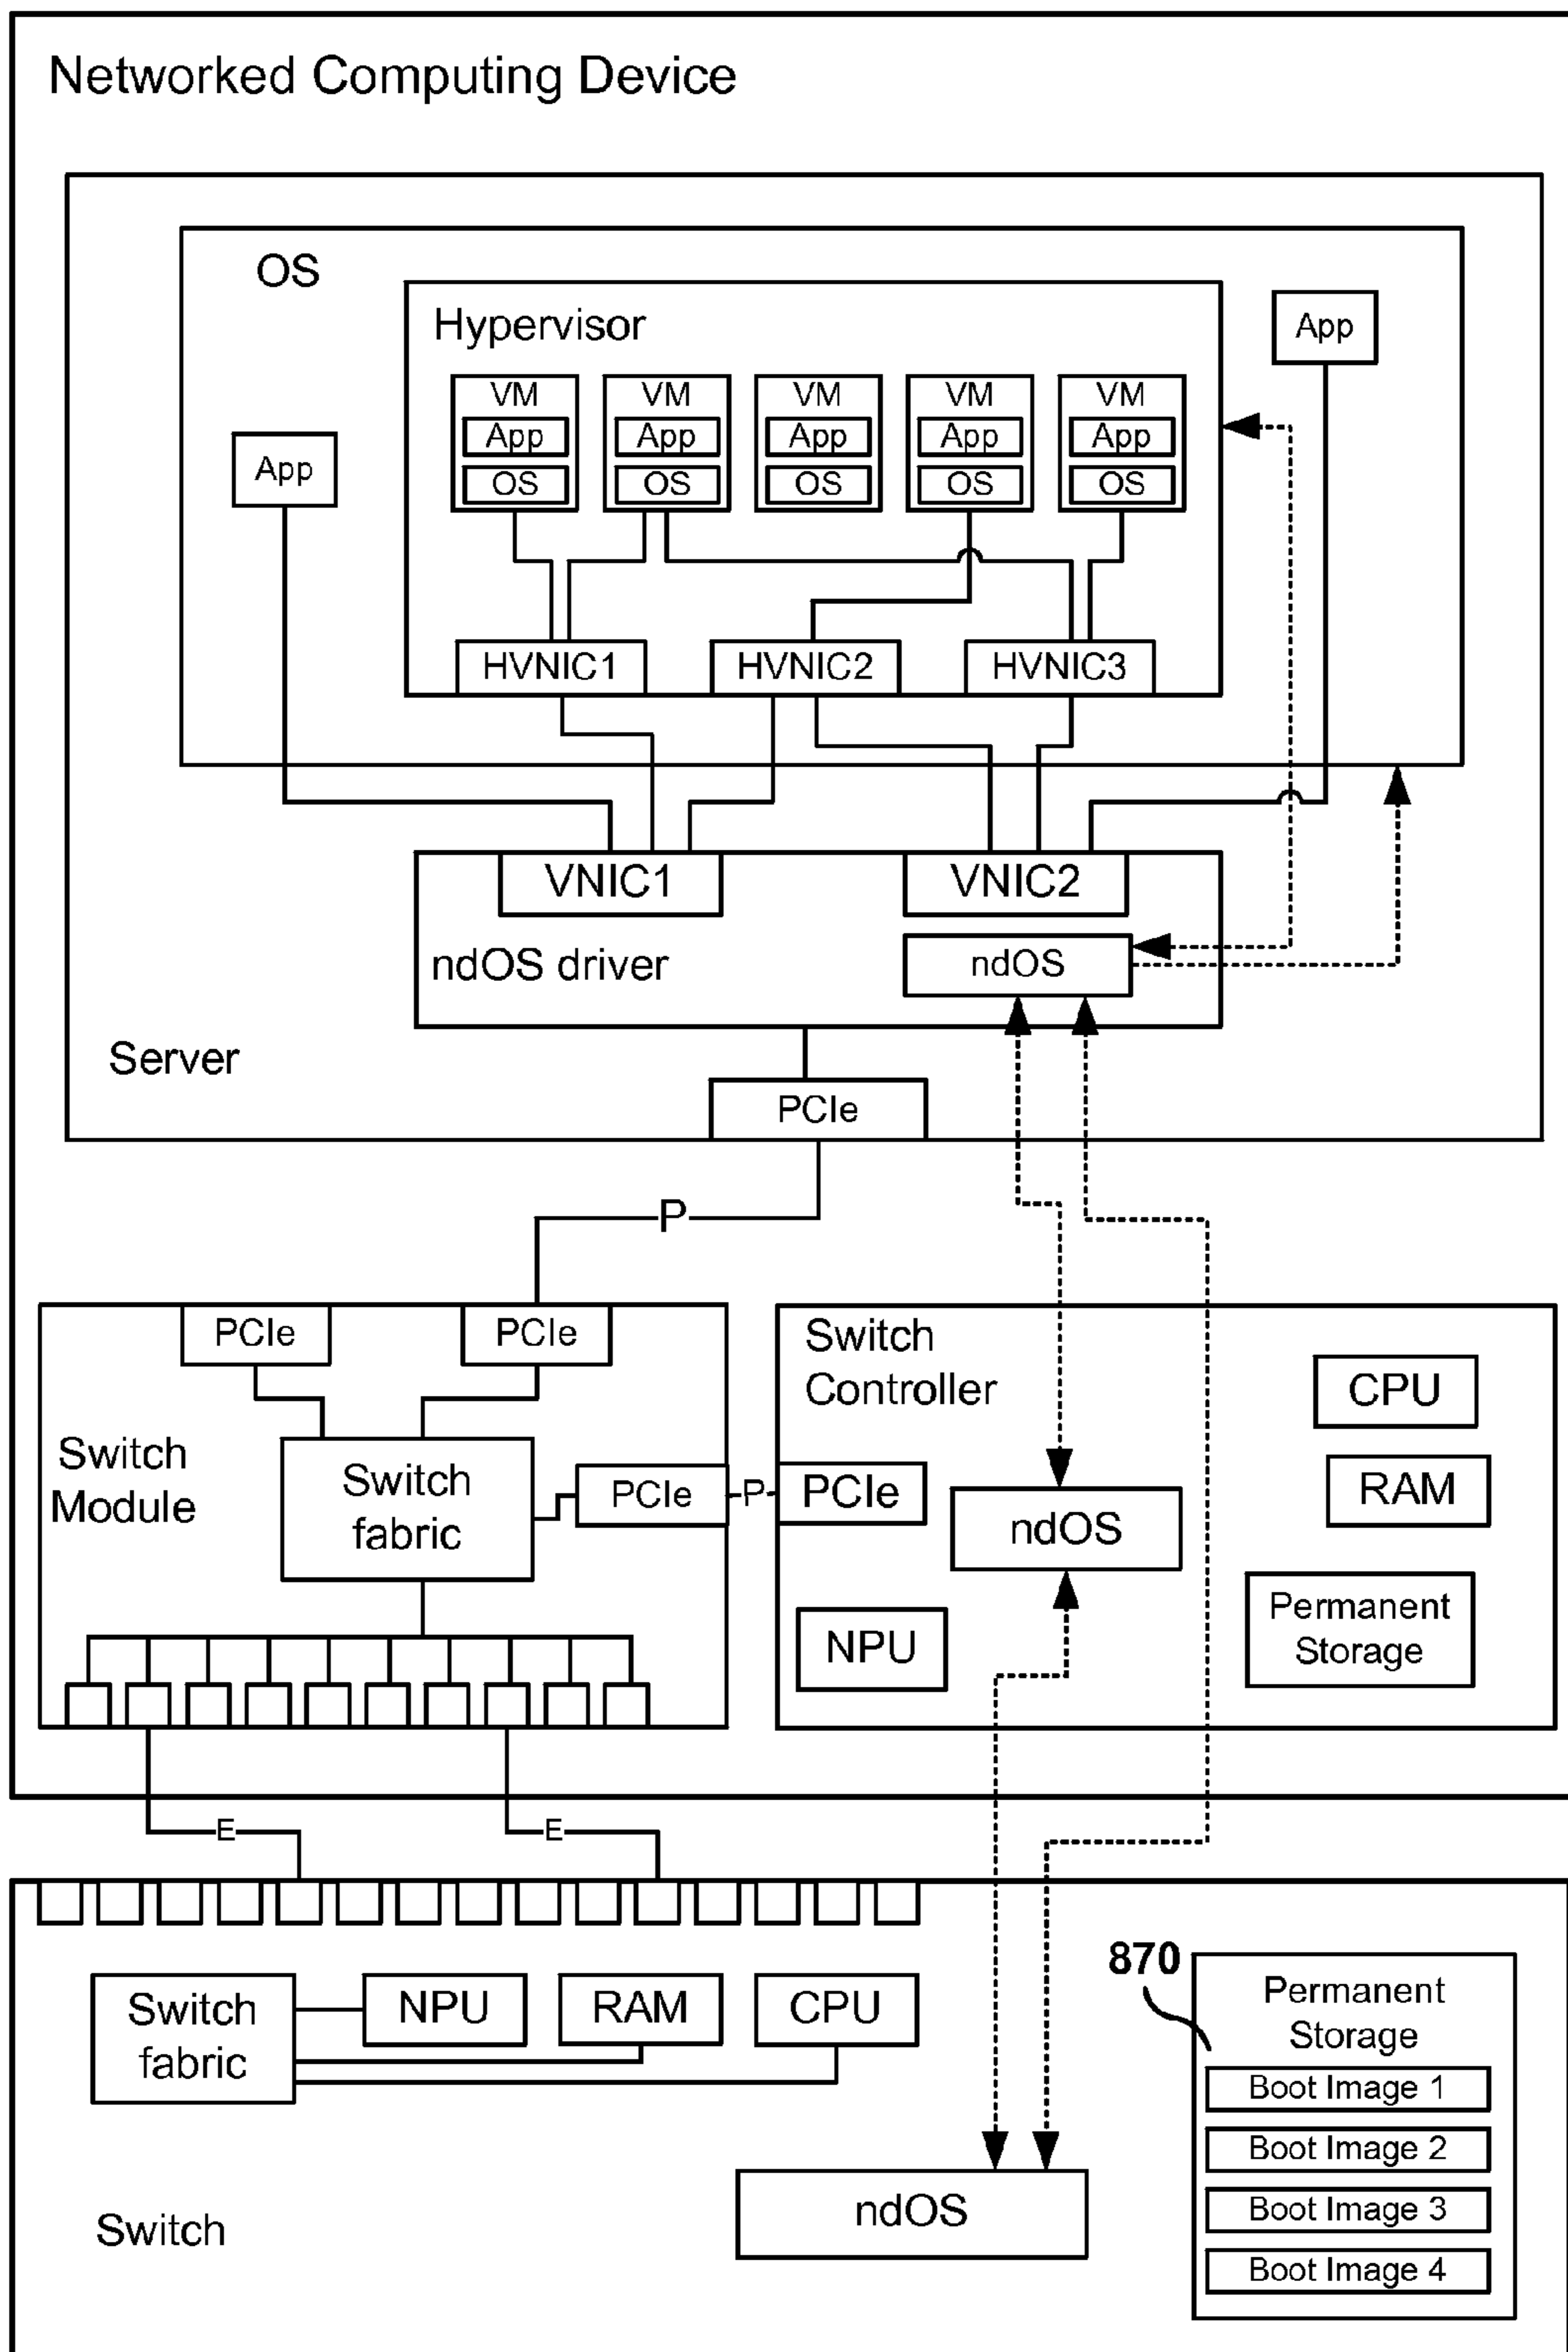 Networked Computing Device
OS
Hypervisor
App
VM
VM
VM
VM
VM
App
App
App
App
App
App
OS
OS
OS
OS
OS
HVNIC1
HVNIC2
HVNIC3
VNIC1
VNIC2
ndOS driver
ndOS
Server
PCIe
P
PCIe
PCIe
Switch
Controller
CPU
Switch
Module
Switch
fabric
PCIe
P
PCIe
RAM
ndOS
NPU
Permanent
Storage
E
E
870
Switch
fabric
NPU
RAM
CPU
Permanent
Storage
Boot Image 1
Boot Image 2
Boot Image 3
Boot Image 4
ndOS
Switch